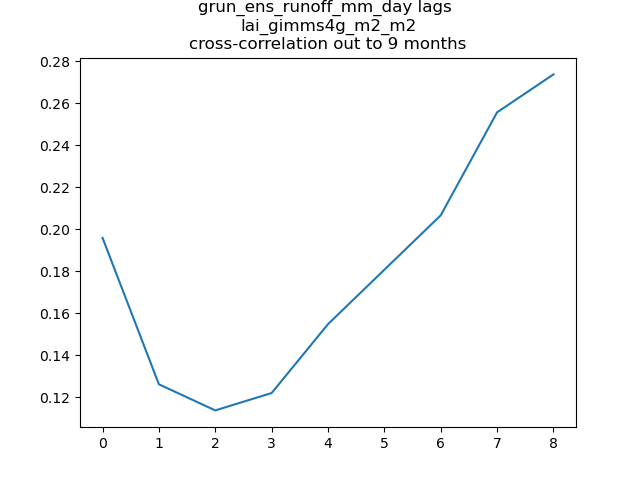 grun_ens_runoff_mm_day lags
lai_gimms4g_m2_m2
cross-correlation out to 9 months
0.28
0.26
0.24
0.22
0.20
0.18
0.16
0.14
0.12
0 1 2 3 4 5 6 7 8